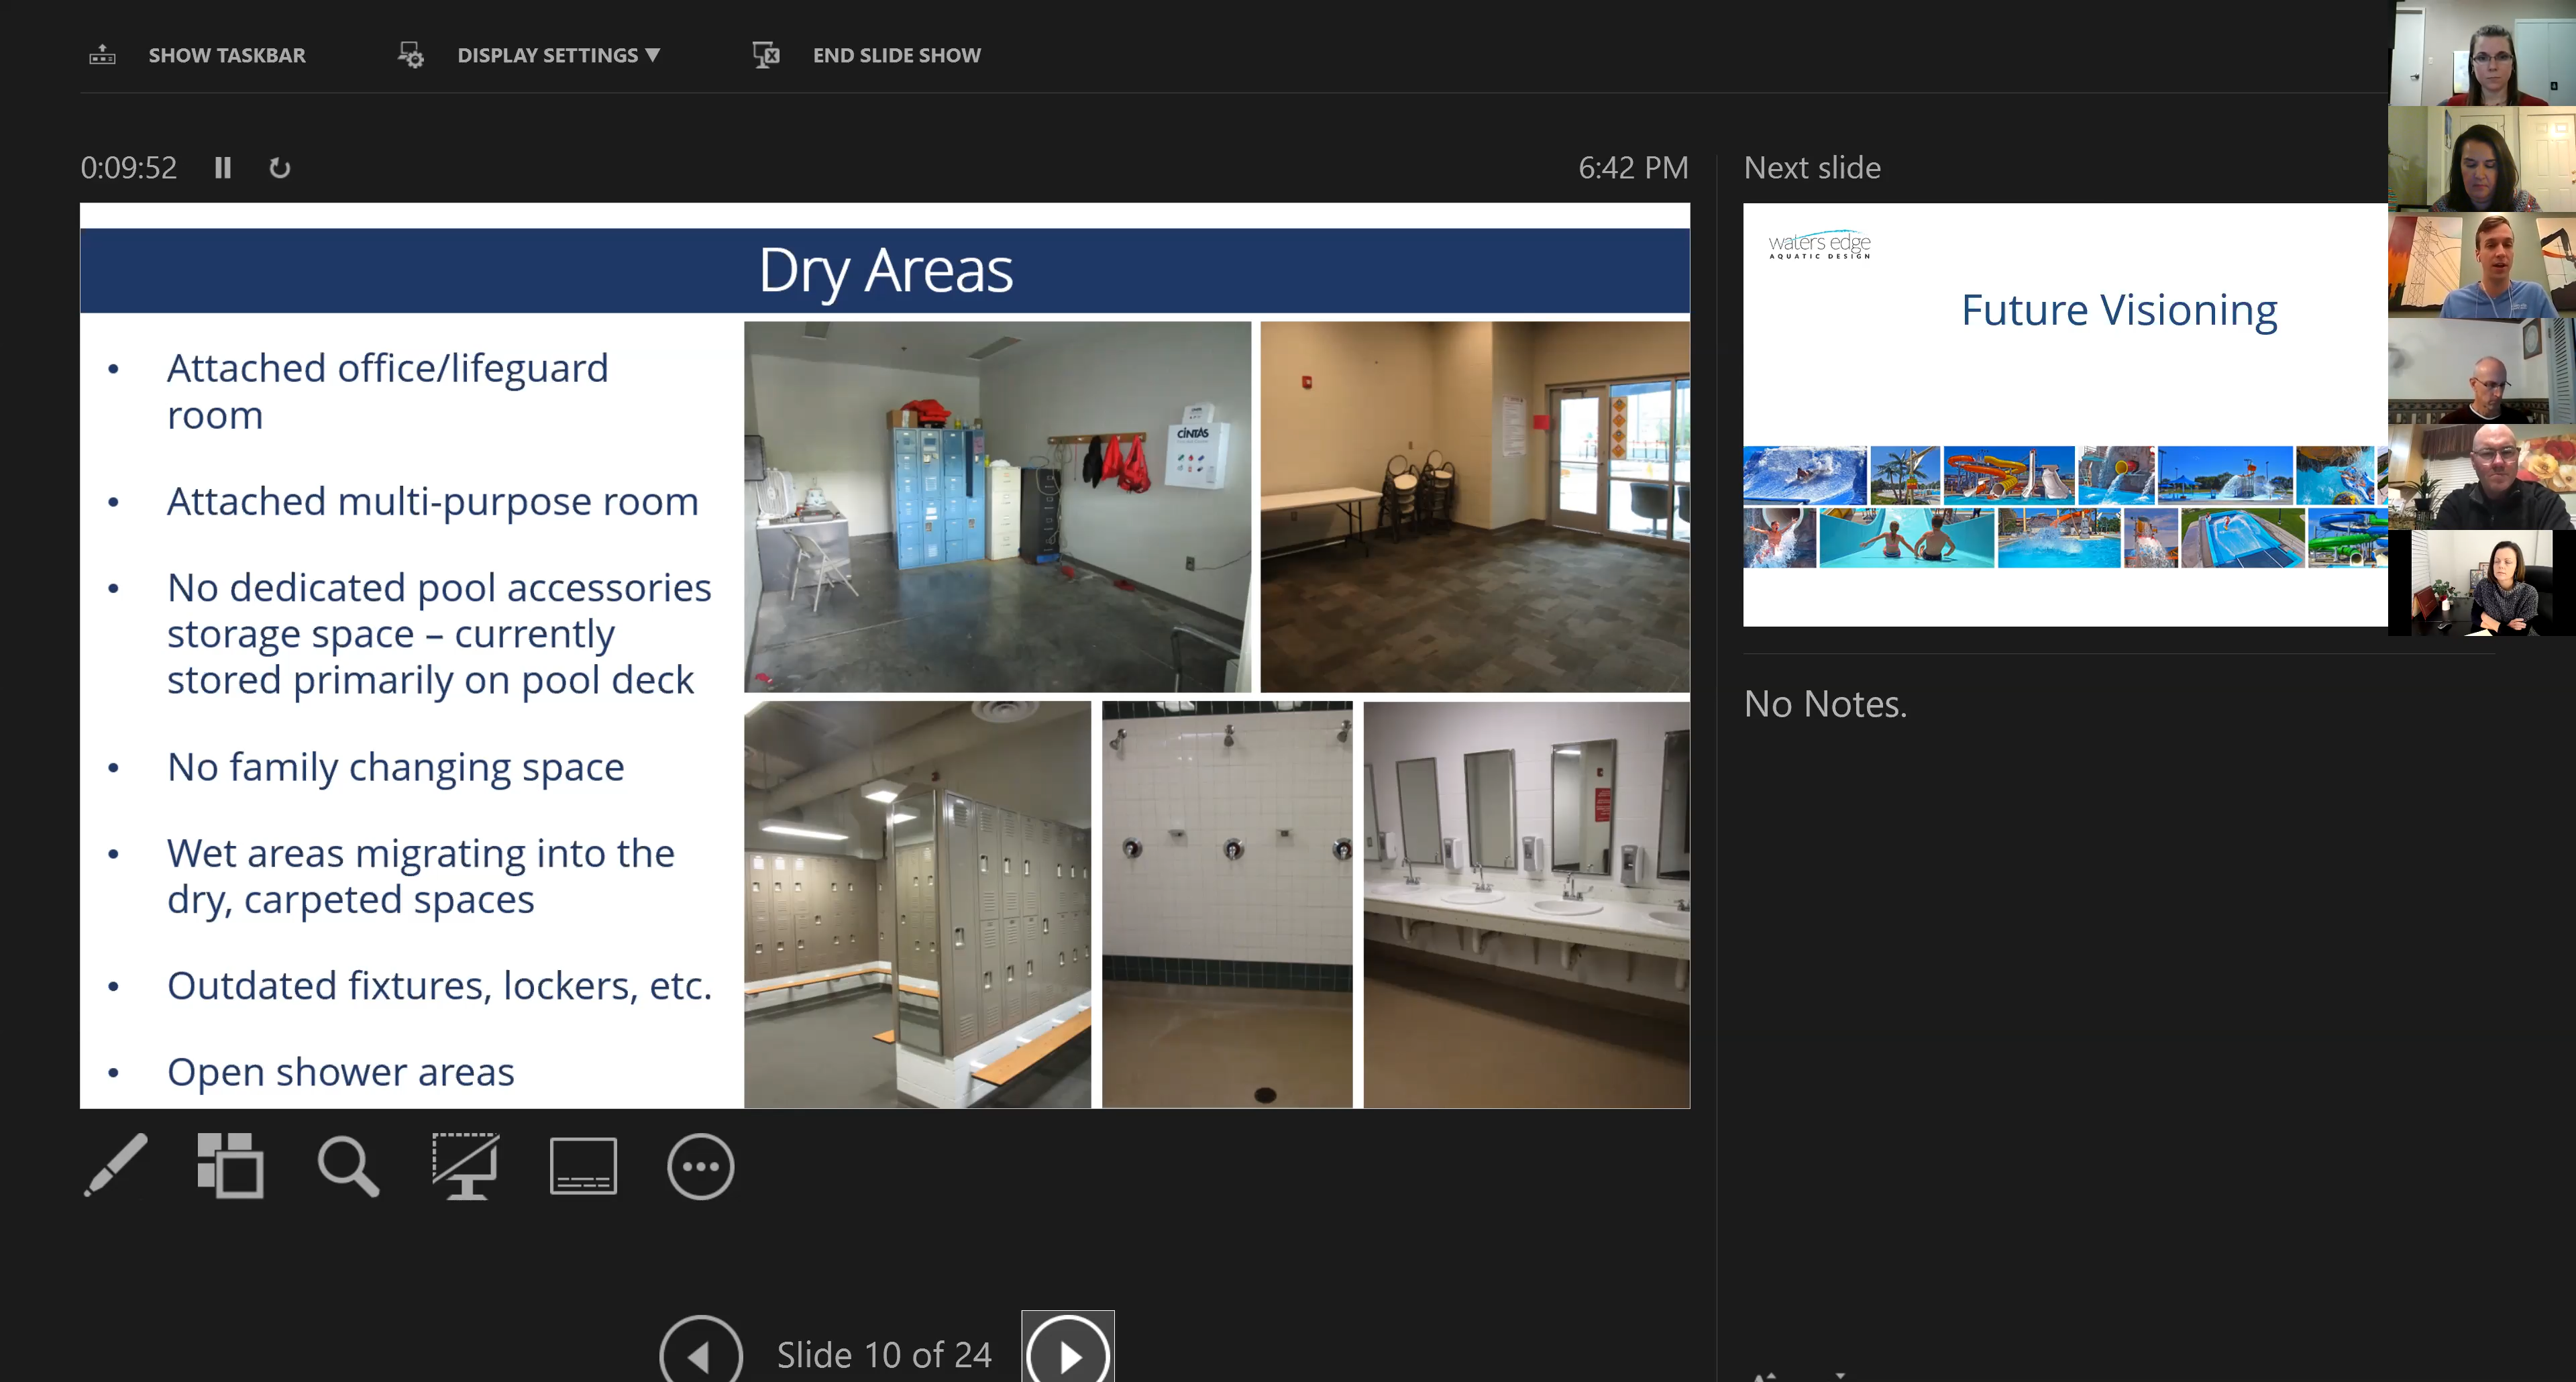 SHOW TASKBAR
DISPLAY SETTINGS ▼
END SLIDE SHOW
0:09:52
6:42 PM
Next slide
Dry Areas
• Attached office/lifeguard
room
• Attached multi-purpose room
• No dedicated pool accessories
storage space – currently
stored primarily on pool deck
• No family changing space
• Wet areas migrating into the
dry, carpeted spaces
• Outdated fixtures, lockers, etc.
• Open shower areas
CINTAS
waters edge
AQUATIC DESIGN
Future Visioning
No Notes.
Slide 10 of 24